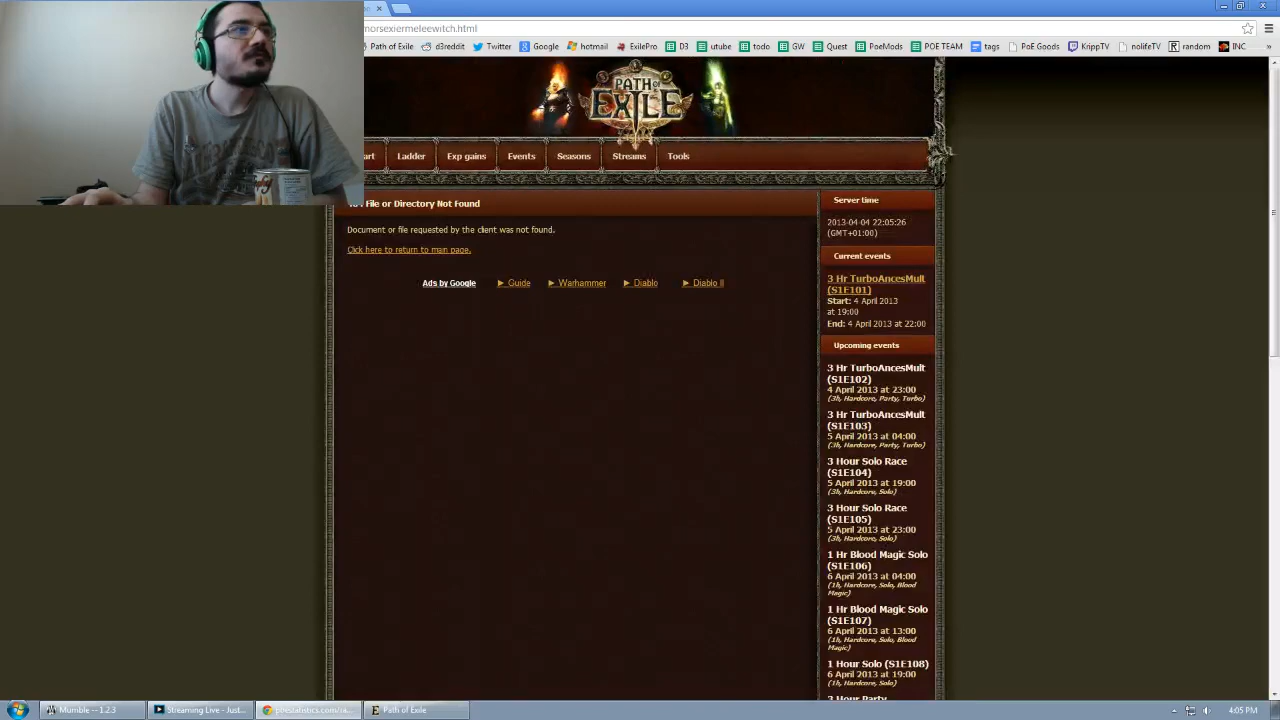 norsexiermeleewitch.html
Path of Exile
d3reddit
Twitter
Google
hotmail
ExilePro
D3
utube
todo
GW
Quest
PoeMods
POE TEAM
tags
PoE Goods
KrippTV
nolifeTV
random
INC
»
PATH OF
EXILE
art
Ladder
Exp gains
Events
Seasons
Streams
Tools
File or Directory Not Found
Document or file requested by the client was not found.
Click here to return to main page.
Ads by Google
► Guide
► Warhammer
► Diablo
► Diablo II
Server time
2013-04-04 22:05:26
(GMT+01:00)
Current events
3 Hr TurboAncesMult
(S1E101)
Start: 4 April 2013
at 19:00
End: 4 April 2013 at 22:00
Upcoming events
3 Hr TurboAncesMult
(S1E102)
4 April 2013 at 23:00
(3h, Hardcore, Party, Turbo)
3 Hr TurboAncesMult
(S1E103)
5 April 2013 at 04:00
(3h, Hardcore, Party, Turbo)
3 Hour Solo Race
(S1E104)
5 April 2013 at 19:00
(3h, Hardcore, Solo)
3 Hour Solo Race
(S1E105)
5 April 2013 at 23:00
(3h, Hardcore, Solo)
1 Hr Blood Magic Solo
(S1E106)
6 April 2013 at 04:00
(1h, Hardcore, Solo, Blood
Magic)
1 Hr Blood Magic Solo
(S1E107)
6 April 2013 at 13:00
(1h, Hardcore, Solo, Blood
Magic)
1 Hour Solo (S1E108)
6 April 2013 at 19:00
(1h, Hardcore, Solo)
Mumble -- 1.2.3
Streaming Live - Just...
poestatistics.com/ra...
Path of Exile
4:05 PM